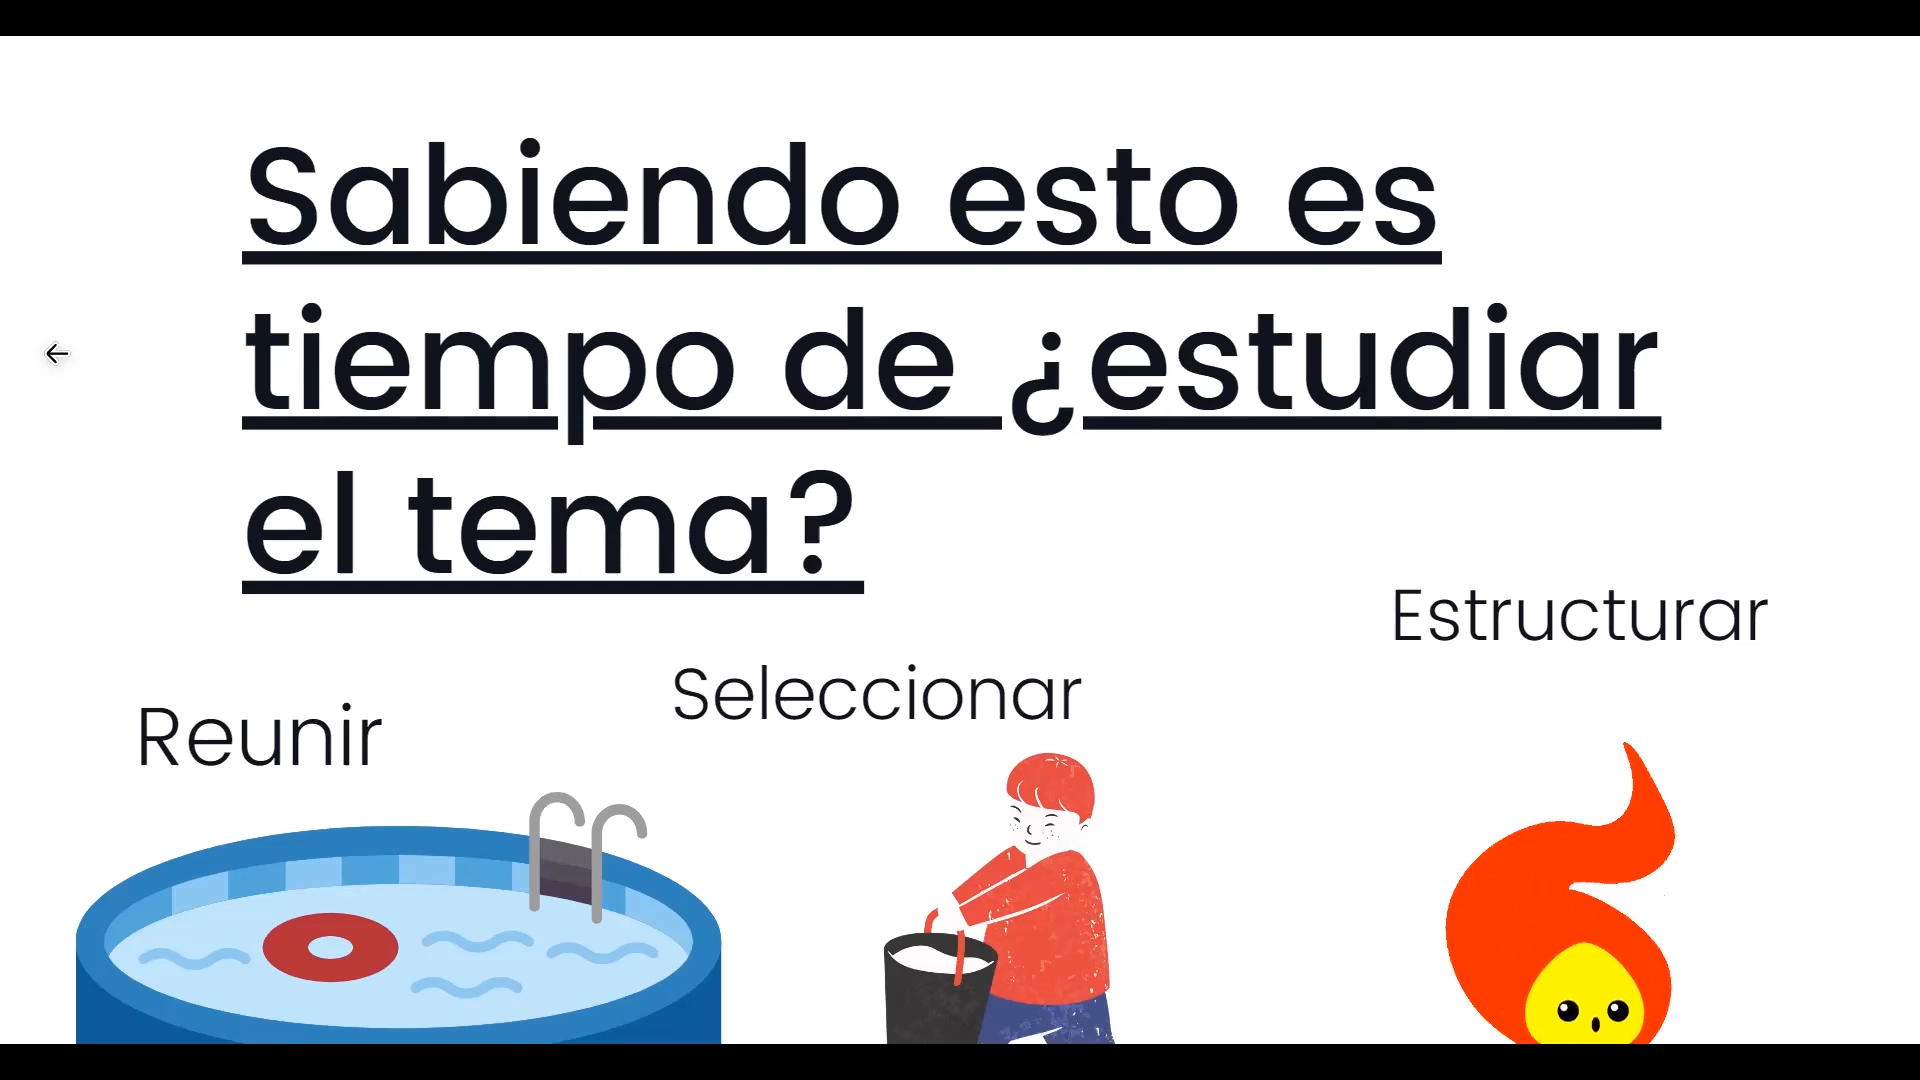 Sabiendo esto es
tiempo de ¿estudiar
el tema?
Estructurar
Seleccionar
Reunir